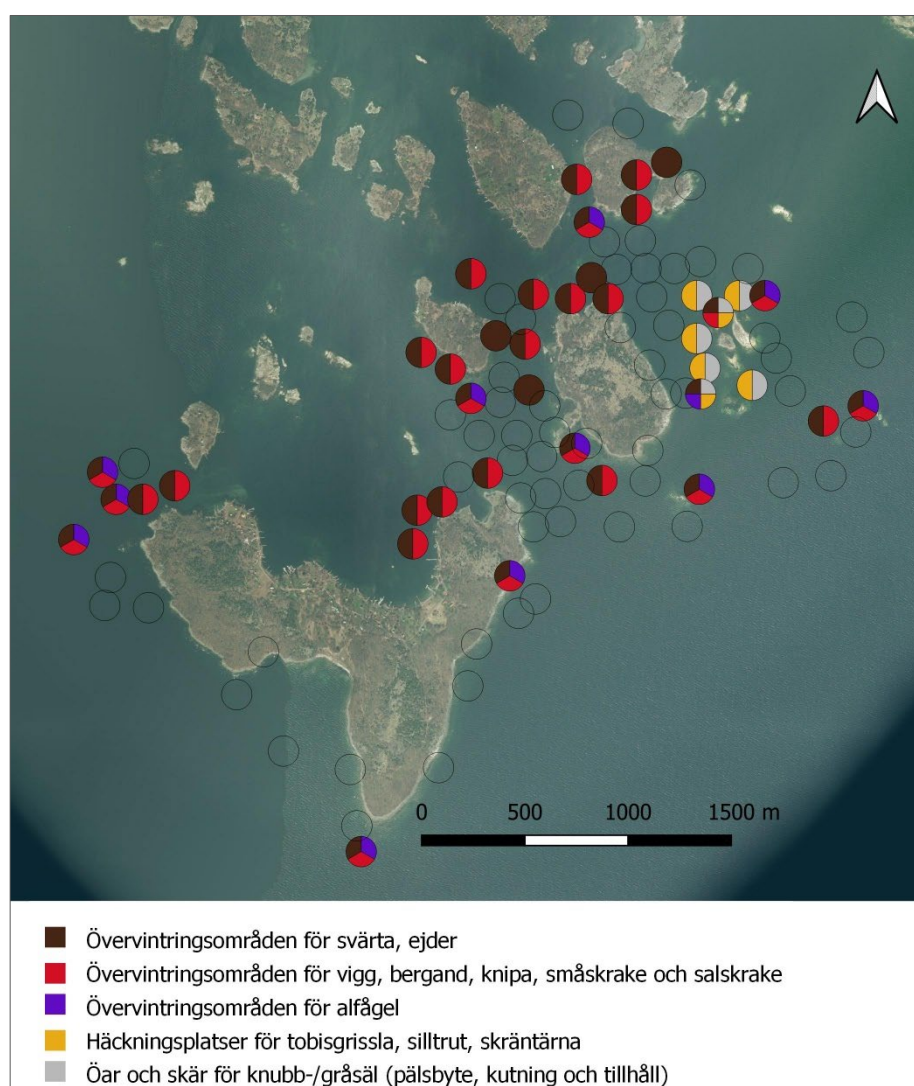 0 500 1000 1500 m
Övervintringsområden för svärta, ejder
Övervintringsområden för vigg, bergand, knipa, småskrake och salskrake
Övervintringsområden för alfågel
Häckningsplatser för tobisgrissla, silltrut, skräntärna
Öar och skär för knubb-/gråsäl (pälsbyte, kutning och tillhåll)